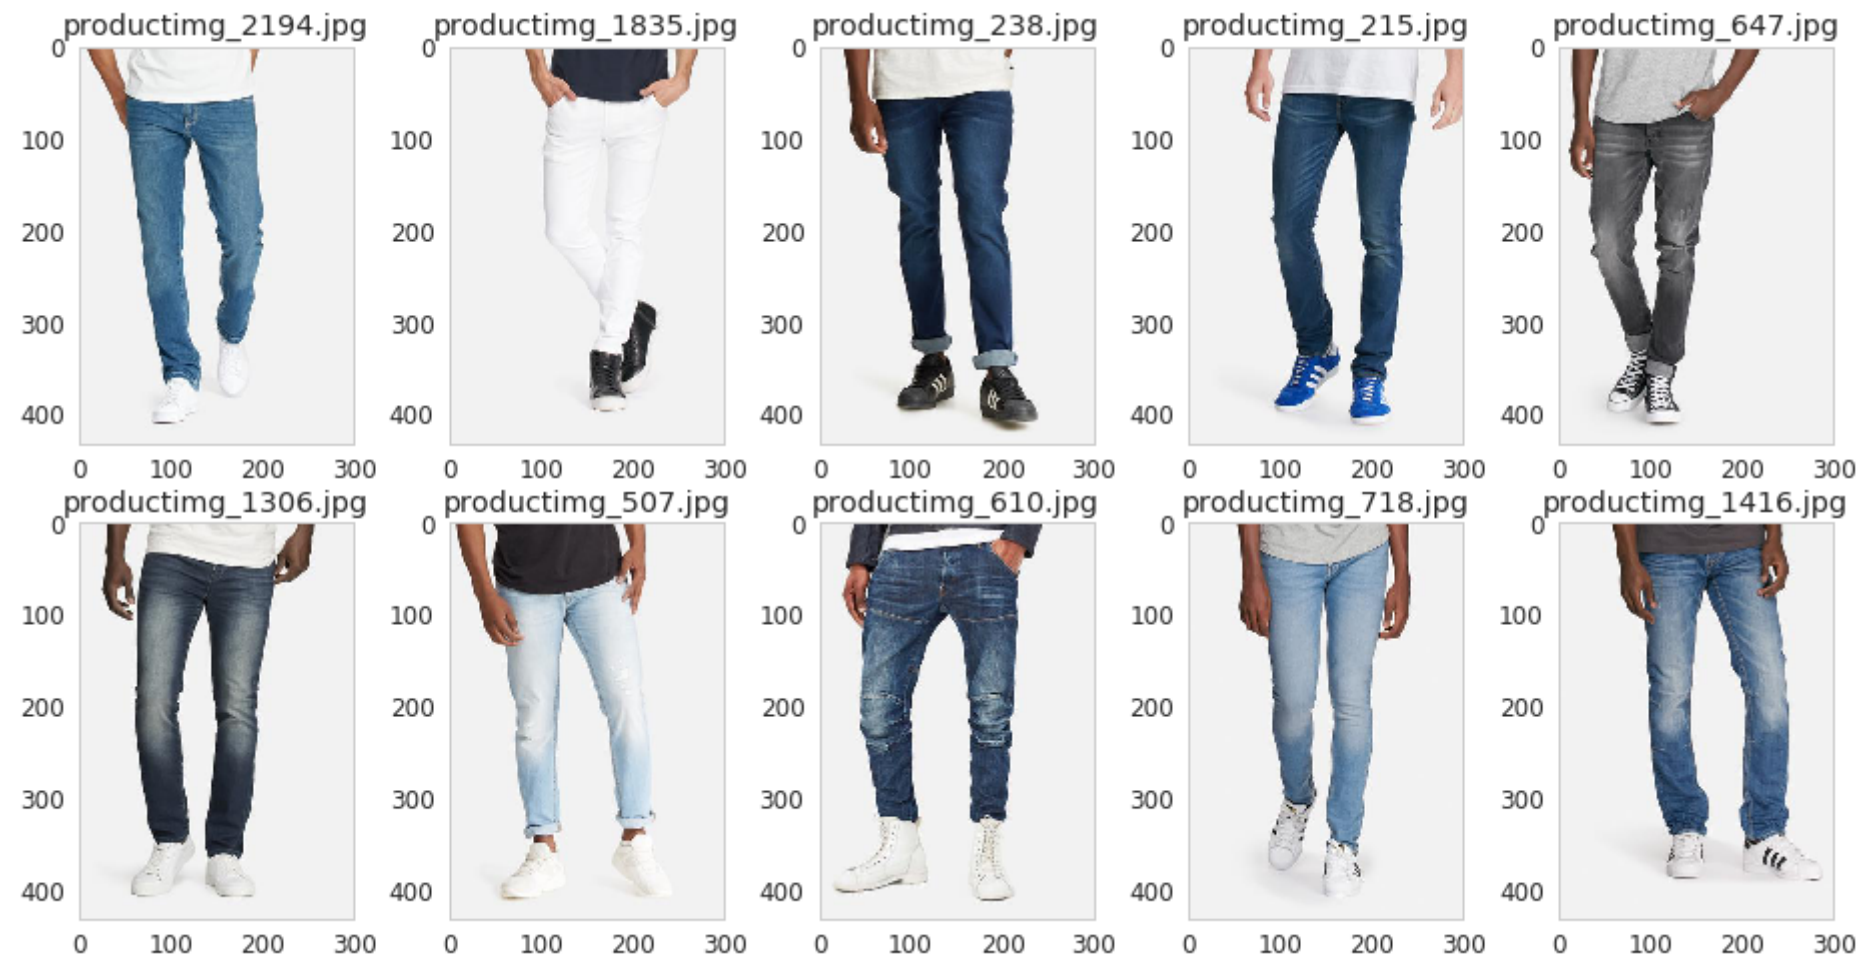 productimg_2194.jpg productimg_1835.jpg productimg_238.jpg productimg_215.jpg productimg_647.jpg
0 0 0 0 0
100 100 100 100 100
200 200 200 200 200
300 300 300 300 300
400 400 400 400 400
0 100 200 300 0 100 200 300 0 100 200 300 0 100 200 300 0 100 200 300
productimg_1306.jpg productimg_507.jpg productimg_610.jpg productimg_718.jpg productimg_1416.jpg
0 0 0 0 0
100 100 100 100 100
200 200 200 200 200
300 300 300 300 300
400 400 400 400 400
0 100 200 300 0 100 200 300 0 100 200 300 0 100 200 300 0 100 200 300